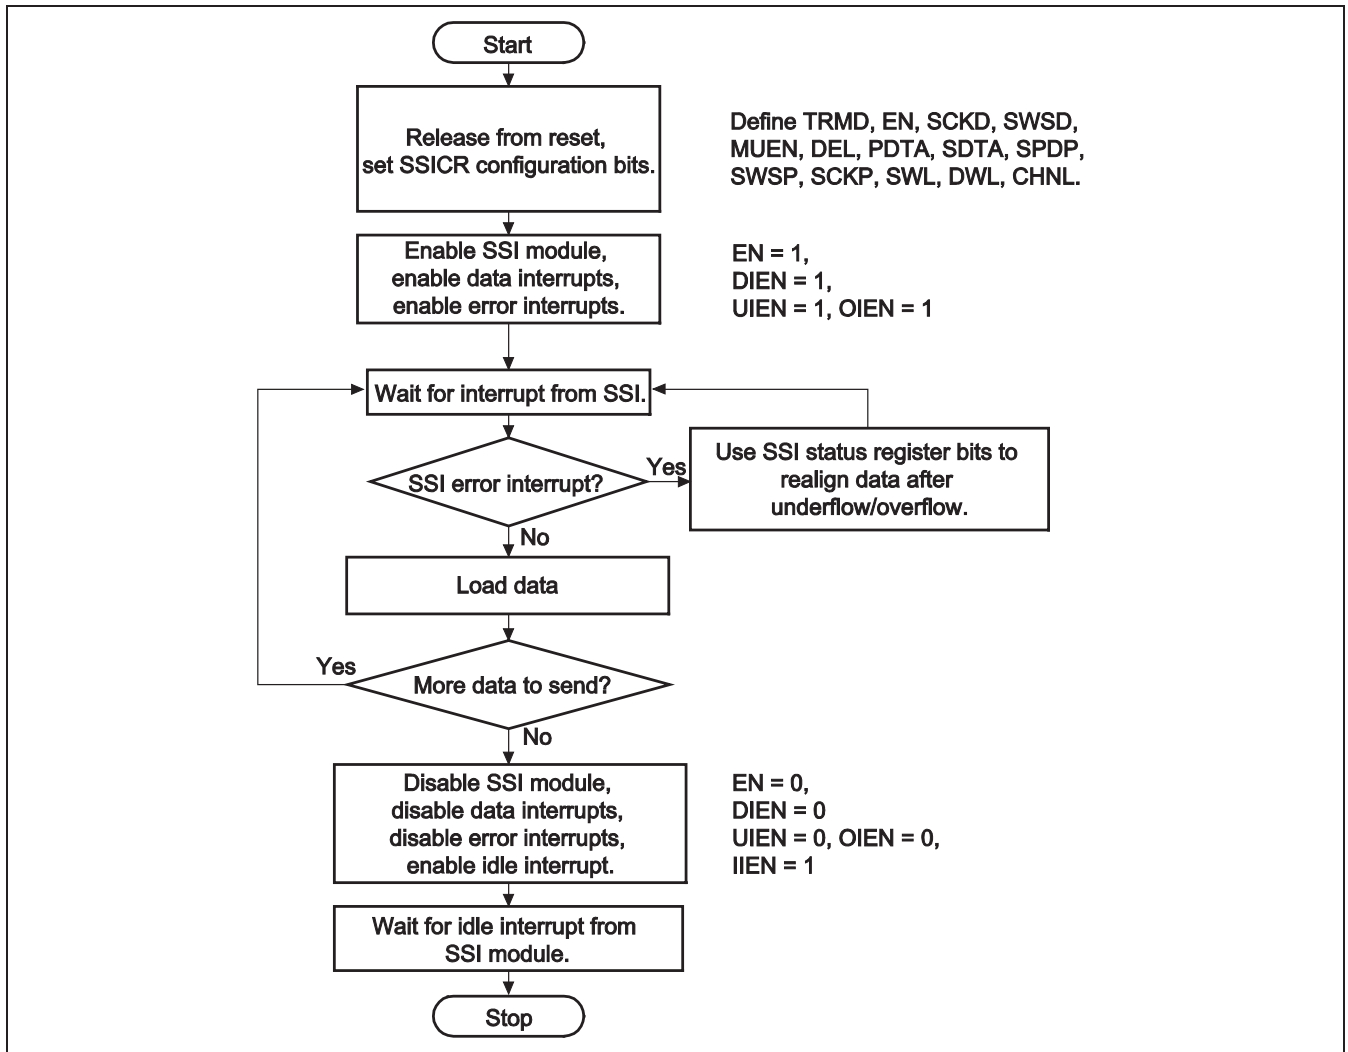 Start
Release from reset,
set SSICR configuration bits.
Define TRMD, EN, SCKD, SWSD,
MUEN, DEL, PDTA, SDTA, SPDP,
SWSP, SCKP, SWL, DWL, CHNL.
Enable SSI module,
enable data interrupts,
enable error interrupts.
EN = 1,
DIEN = 1,
UIEN = 1, OIEN = 1
Wait for interrupt from SSI.
SSI error interrupt?
Yes
Use SSI status register bits to
realign data after
underflow/overflow.
No
Load data
Yes
More data to send?
No
Disable SSI module,
disable data interrupts,
disable error interrupts,
enable idle interrupt.
EN = 0,
DIEN = 0
UIEN = 0, OIEN = 0,
IIEN = 1
Wait for idle interrupt from
SSI module.
Stop